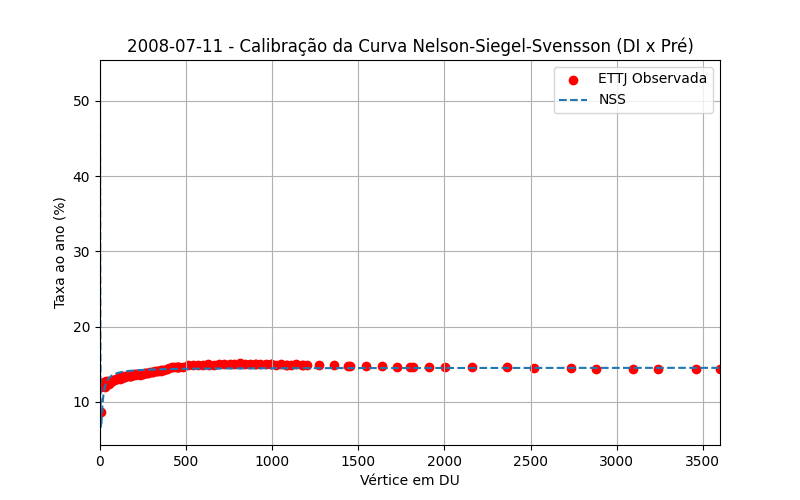 2008-07-11 - Calibração da Curva Nelson-Siegel-Svensson (DI x Pré)
ETTJ Observada
NSS
Taxa ao ano (%)
50
40
30
20
10
0 500 1000 1500 2000 2500 3000 3500
Vértice em DU